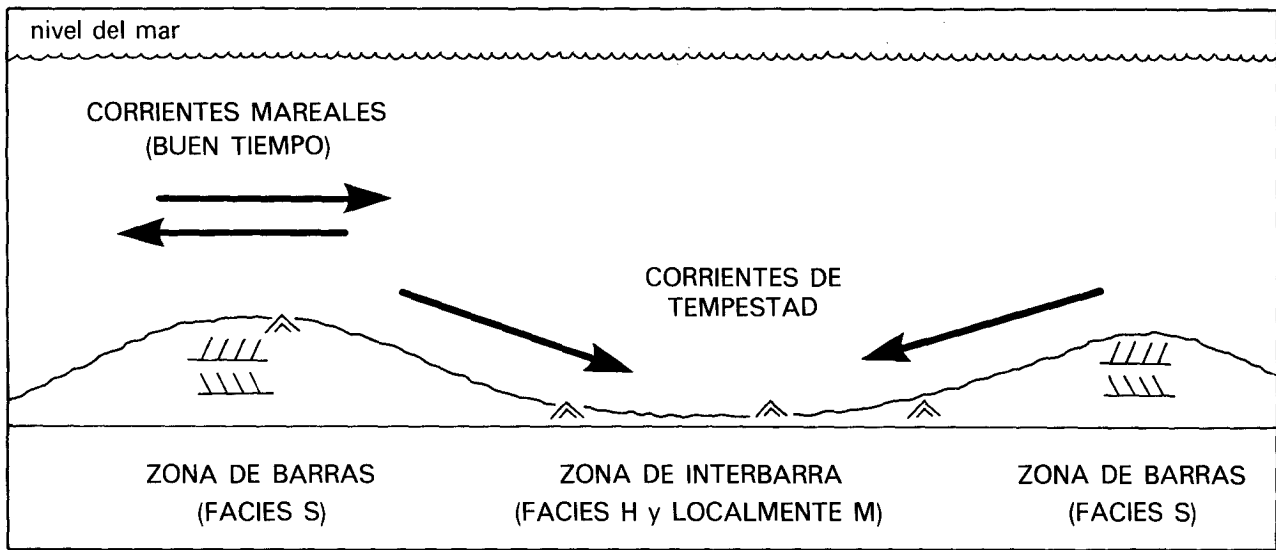 nivel del mar
CORRIENTES MAREALES
(BUEN TIEMPO)
CORRIENTES DE
TEMPESTAD
ZONA DE BARRAS
(FACIES S)
ZONA DE INTERBARRA
(FACIES H y LOCALMENTE M)
ZONA DE BARRAS
(FACIES S)